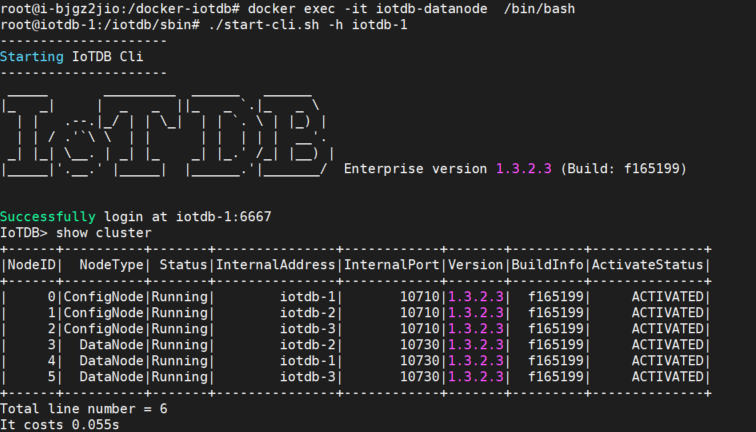 root@i-bjgz2jio:/docker-iotdb# docker exec -it iotdb-datanode  /bin/bash
root@iotdb-1:/iotdb/sbin# ./start-cli.sh -h iotdb-1
---------------------
Starting IoTDB Cli
---------------------
IoTDB Enterprise version 1.3.2.3 (Build: f165199)
Successfully login at iotdb-1:6667
IoTDB> show cluster
+------+----------+-------+---------------+------------+-------+---------+--------------+
|NodeID|  NodeType| Status|InternalAddress|InternalPort|Version|BuildInfo|ActivateStatus|
+------+----------+-------+---------------+------------+-------+---------+--------------+
|     0|ConfigNode|Running|        iotdb-1|       10710|1.3.2.3|  f165199|     ACTIVATED|
|     1|ConfigNode|Running|        iotdb-2|       10710|1.3.2.3|  f165199|     ACTIVATED|
|     2|ConfigNode|Running|        iotdb-3|       10710|1.3.2.3|  f165199|     ACTIVATED|
|     3|  DataNode|Running|        iotdb-2|       10730|1.3.2.3|  f165199|     ACTIVATED|
|     4|  DataNode|Running|        iotdb-1|       10730|1.3.2.3|  f165199|     ACTIVATED|
|     5|  DataNode|Running|        iotdb-3|       10730|1.3.2.3|  f165199|     ACTIVATED|
+------+----------+-------+---------------+------------+-------+---------+--------------+
Total line number = 6
It costs 0.055s